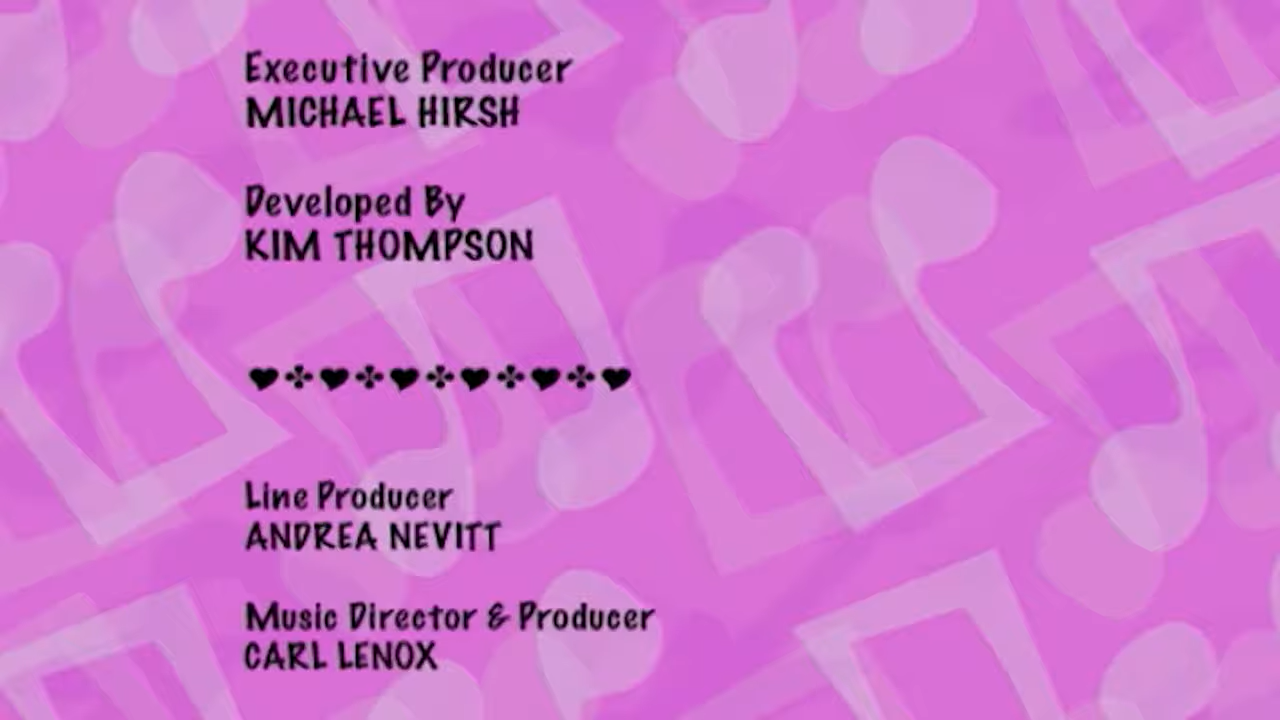 Executive Producer
MICHAEL HIRSH
Developed By
KIM THOMPSON
Line Producer
ANDREA NEVITT
Music Director & Producer
CARL LENOX